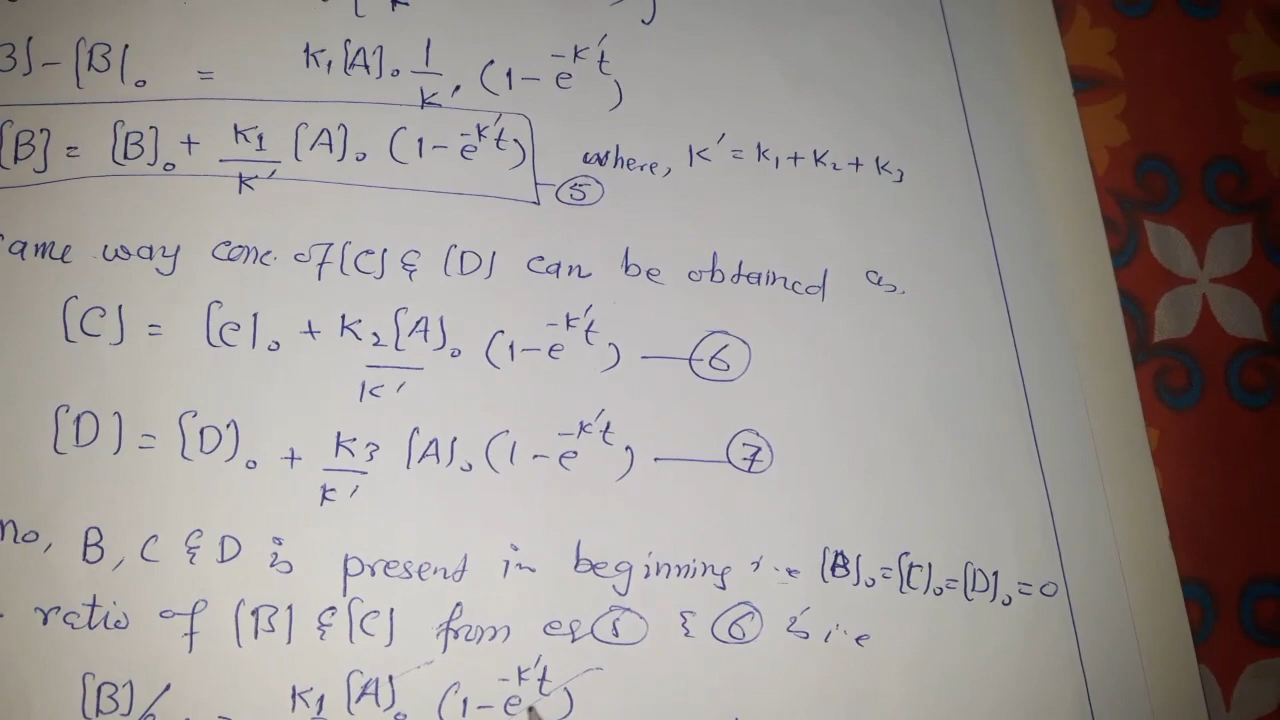 3] - [B]₀ = K₁[A]₀ 1/K' (1 - e^-K't)
[B] = [B]₀ + K1/K' [A]₀ (1 - e^-K't) where, K' = K₁ + K₂ + K₃
⑤
ame way conc. of [C] & [D] can be obtained as.
[C] = [C]₀ + K₂[A]₀/K' (1 - e^-K't) — ⑥
[D] = [D]₀ + K3/K' [A]₀ (1 - e^-K't) — ⑦
no, B, C & D is present in beginning i.e [B]₀ = [C]₀ = [D]₀ = 0
ratio of [B] & [C] from eq ⑤ & ⑥ is i.e
[B]/ = K1 [A]₀ (1 - e^-K't)